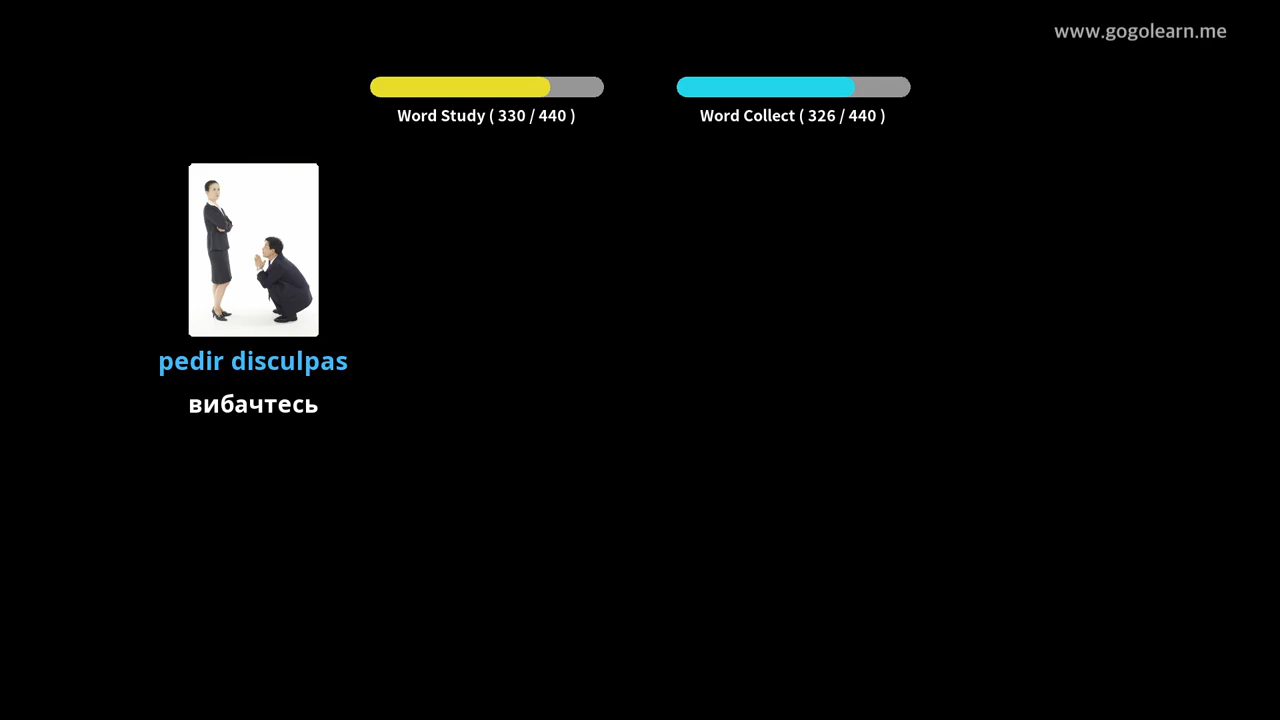 www.gogolearn.me
Word Study ( 330 / 440 )
Word Collect ( 326 / 440 )
pedir disculpas
вибачтесь